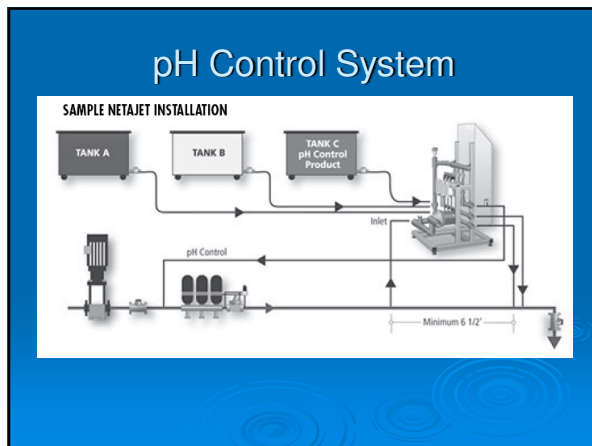 pH Control System
SAMPLE NETAJET INSTALLATION
TANK A
TANK B
TANK C
pH Control
Product
Inlet
pH Control
Minimum 6 1/2'